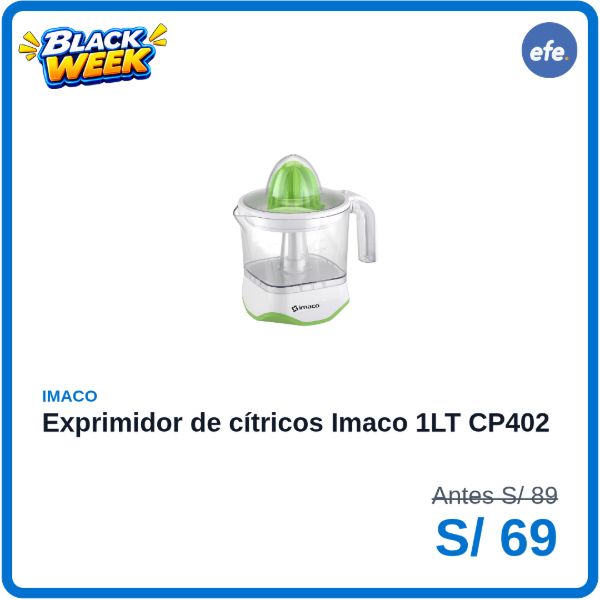 BLACK
WEEK
efe.
imaco
IMACO
Exprimidor de cítricos Imaco 1LT CP402
Antes S/ 89
S/ 69